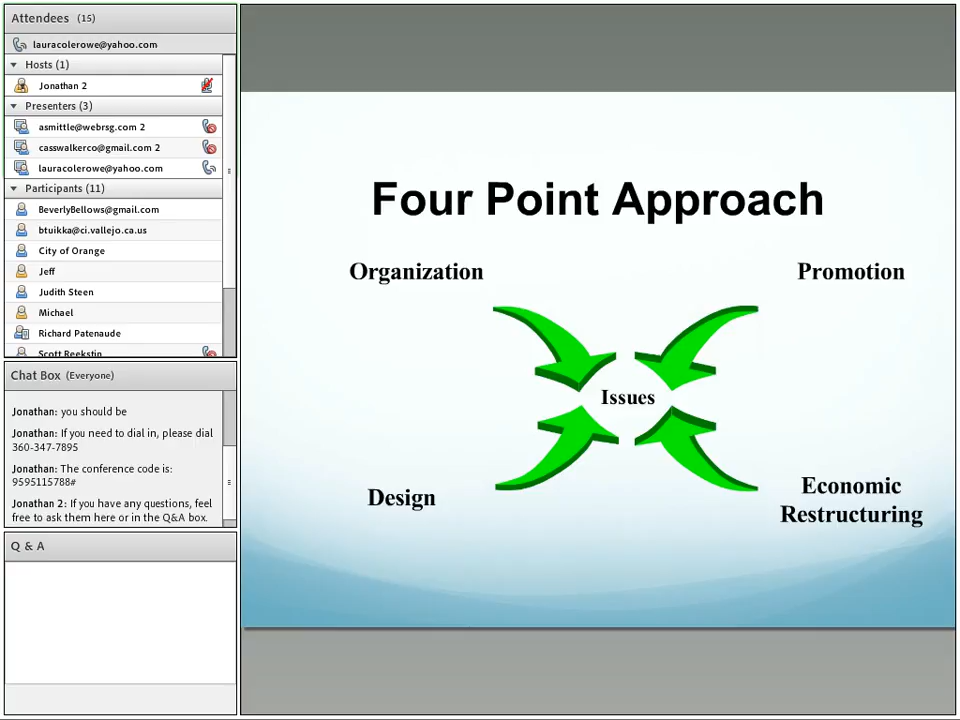 Attendees (15)
lauracolerowe@yahoo.com
Hosts (1)
Jonathan 2
Presenters (3)
asmittle@webrsg.com 2
casswalkerco@gmail.com 2
lauracolerowe@yahoo.com
Participants (11)
BeverlyBellows@gmail.com
btuikka@ci.vallejo.ca.us
City of Orange
Jeff
Judith Steen
Michael
Richard Patenaude
Scott Reekstin
Chat Box (Everyone)
Jonathan: you should be
Jonathan: If you need to dial in, please dial
360-347-7895
Jonathan: The conference code is:
9595115788#
Jonathan 2: If you have any questions, feel
free to ask them here or in the Q&A box.
Q & A
Four Point Approach
Organization
Promotion
Issues
Design
Economic
Restructuring